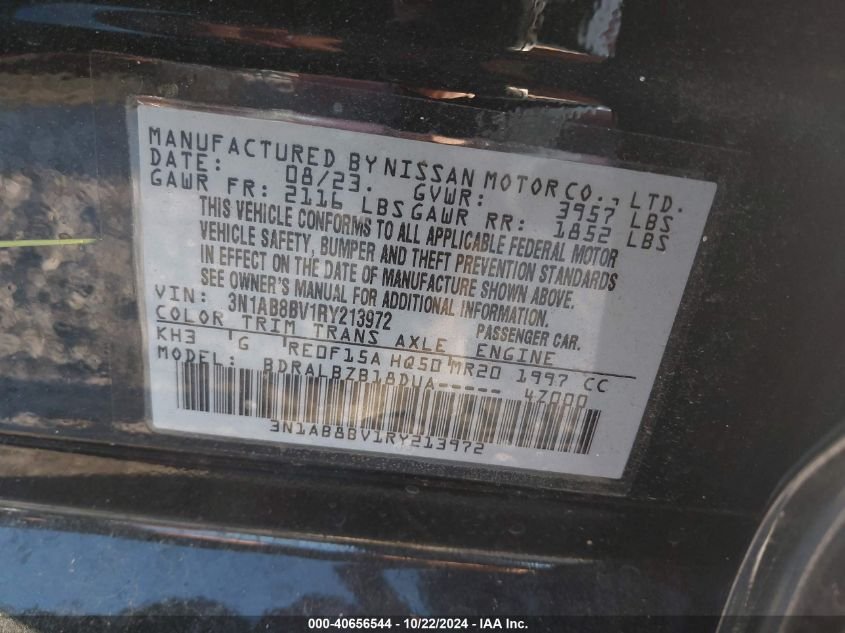 MANUFACTURED BY NISSAN MOTOR CO., LTD.
DATE: 08/23. GVWR: 3957 LBS
GAWR FR: 2116 LBS GAWR RR: 1852 LBS
THIS VEHICLE CONFORMS TO ALL APPLICABLE FEDERAL MOTOR
VEHICLE SAFETY, BUMPER AND THEFT PREVENTION STANDARDS
IN EFFECT ON THE DATE OF MANUFACTURE SHOWN ABOVE.
SEE OWNER'S MANUAL FOR ADDITIONAL INFORMATION.
VIN: 3N1AB8BV1RY213972 PASSENGER CAR.
COLOR TRIM TRANS AXLE ENGINE
KH3 G RE0F15A HQ50 MR20 1997 CC
MODEL: BDRALBZB18DUA----- 4Z000
3N1AB8BV1RY213972
000-40656544 - 10/22/2024 - IAA Inc.